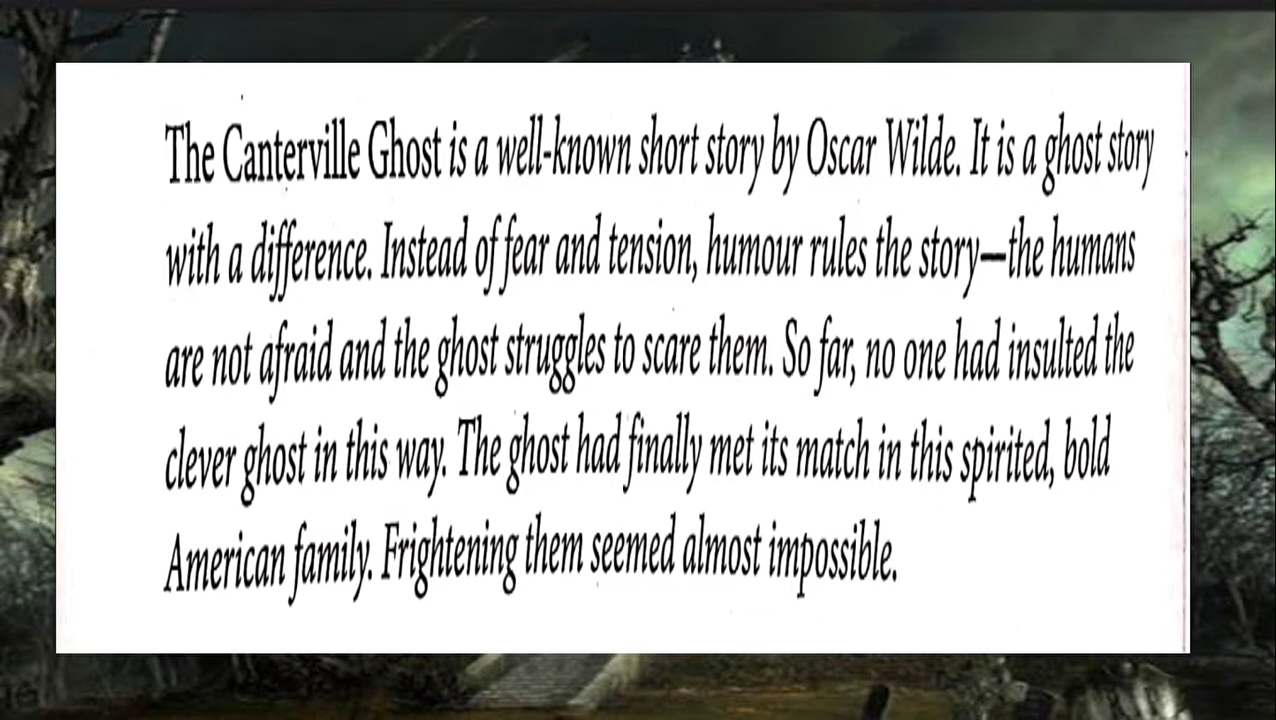 The Canterville Ghost is a well-known short story by Oscar Wilde. It is a ghost story
with a difference. Instead of fear and tension, humour rules the story—the humans
are not afraid and the ghost struggles to scare them. So far, no one had insulted the
clever ghost in this way. The ghost had finally met its match in this spirited, bold
American family. Frightening them seemed almost impossible.